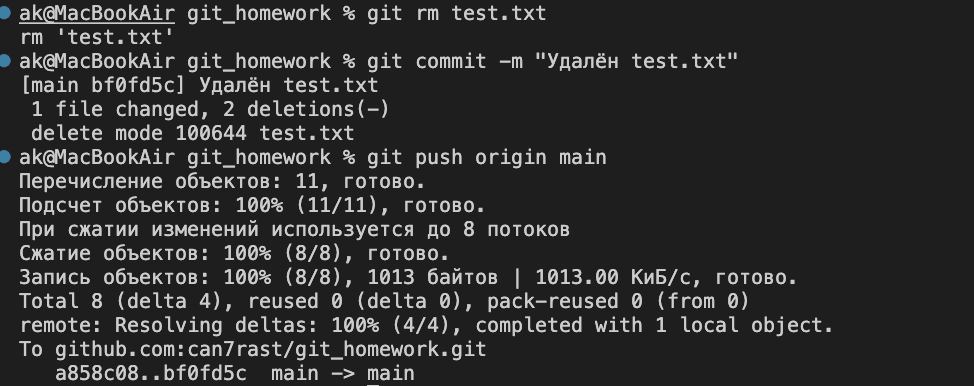 ak@MacBookAir git_homework % git rm test.txt
rm 'test.txt'
ak@MacBookAir git_homework % git commit -m "Удалён test.txt"
[main bf0fd5c] Удалён test.txt
 1 file changed, 2 deletions(-)
 delete mode 100644 test.txt
ak@MacBookAir git_homework % git push origin main
Перечисление объектов: 11, готово.
Подсчет объектов: 100% (11/11), готово.
При сжатии изменений используется до 8 потоков
Сжатие объектов: 100% (8/8), готово.
Запись объектов: 100% (8/8), 1013 байтов | 1013.00 КиБ/с, готово.
Total 8 (delta 4), reused 0 (delta 0), pack-reused 0 (from 0)
remote: Resolving deltas: 100% (4/4), completed with 1 local object.
To github.com:can7rast/git_homework.git
   a858c08..bf0fd5c  main -> main